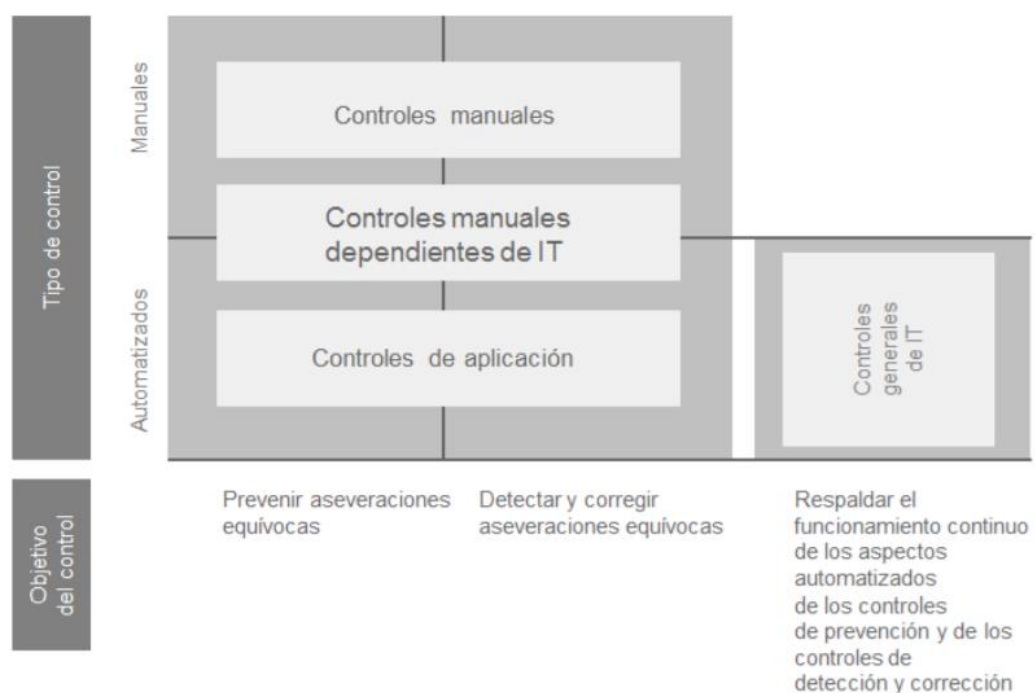 Tipo de control
Manuales
Automatizados
Controles manuales
Controles manuales
dependientes de IT
Controles de aplicación
Controles
generales
de IT
Objetivo
del control
Prevenir aseveraciones
equívocas
Detectar y corregir
aseveraciones equívocas
Respaldar el
funcionamiento continuo
de los aspectos
automatizados
de los controles
de prevención y de los
controles de
detección y corrección